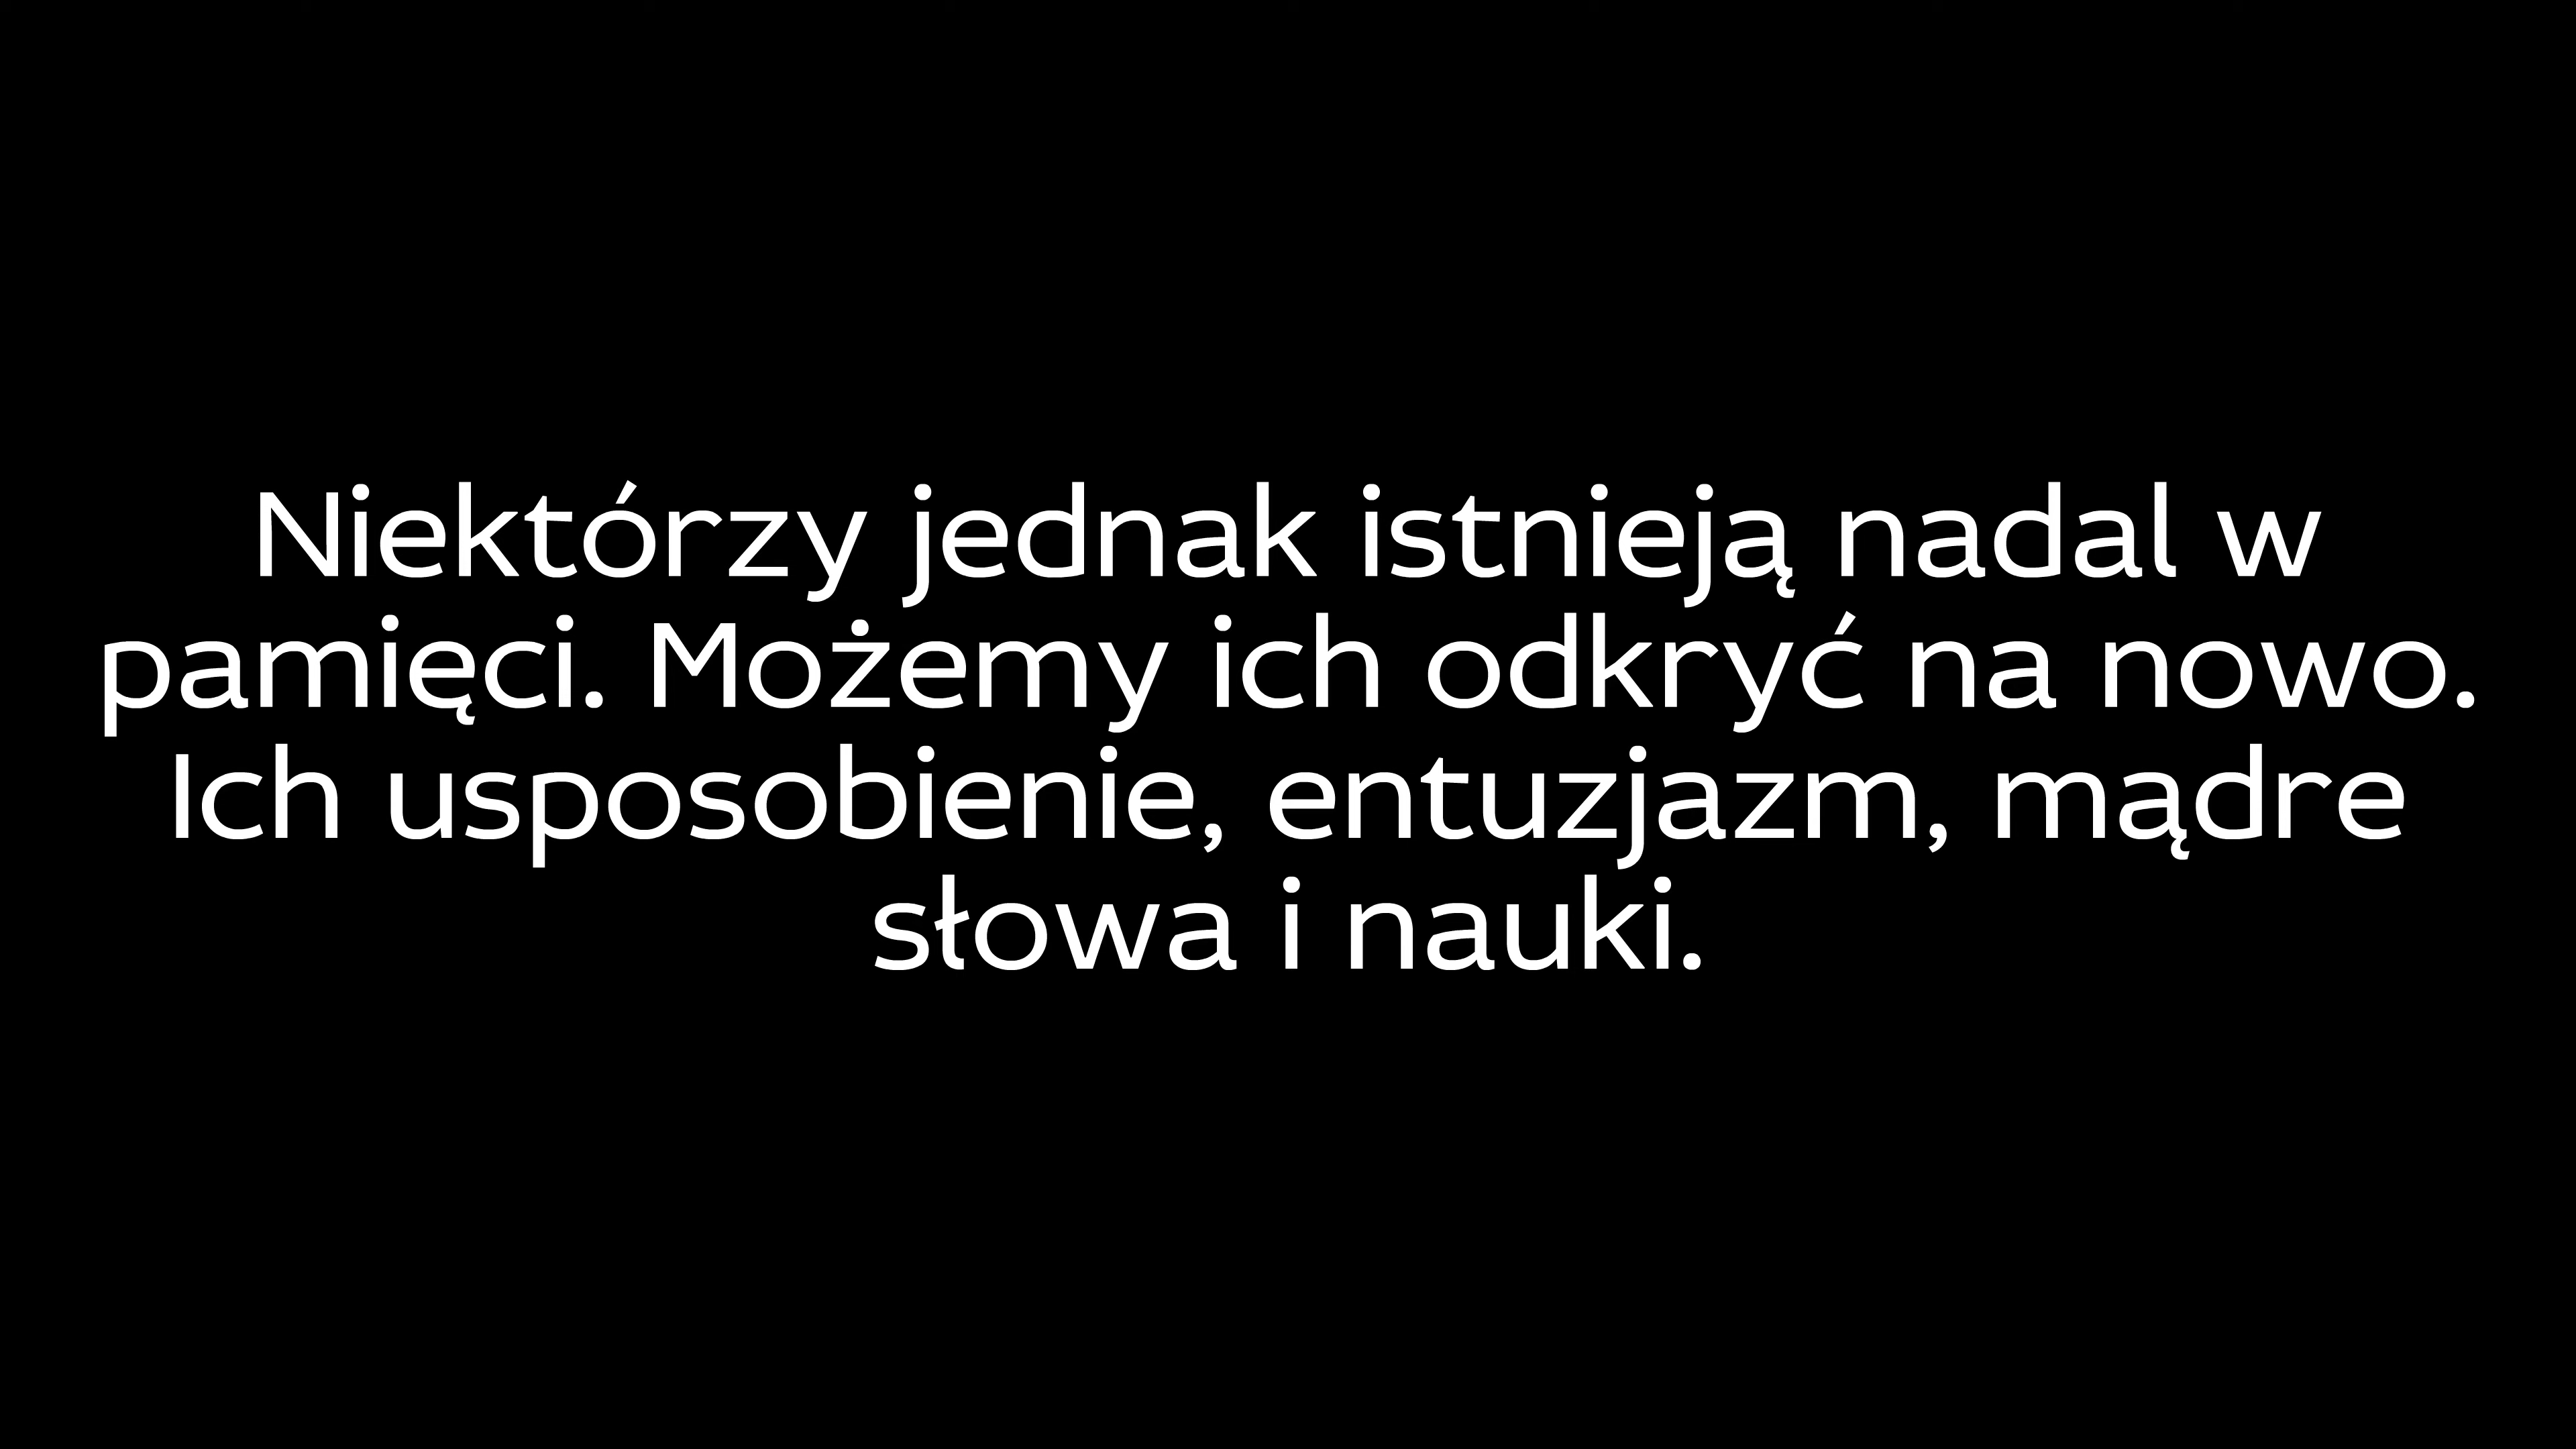 Niektórzy jednak istnieją nadal w
pamięci. Możemy ich odkryć na nowo.
Ich usposobienie, entuzjazm, mądre
słowa i nauki.